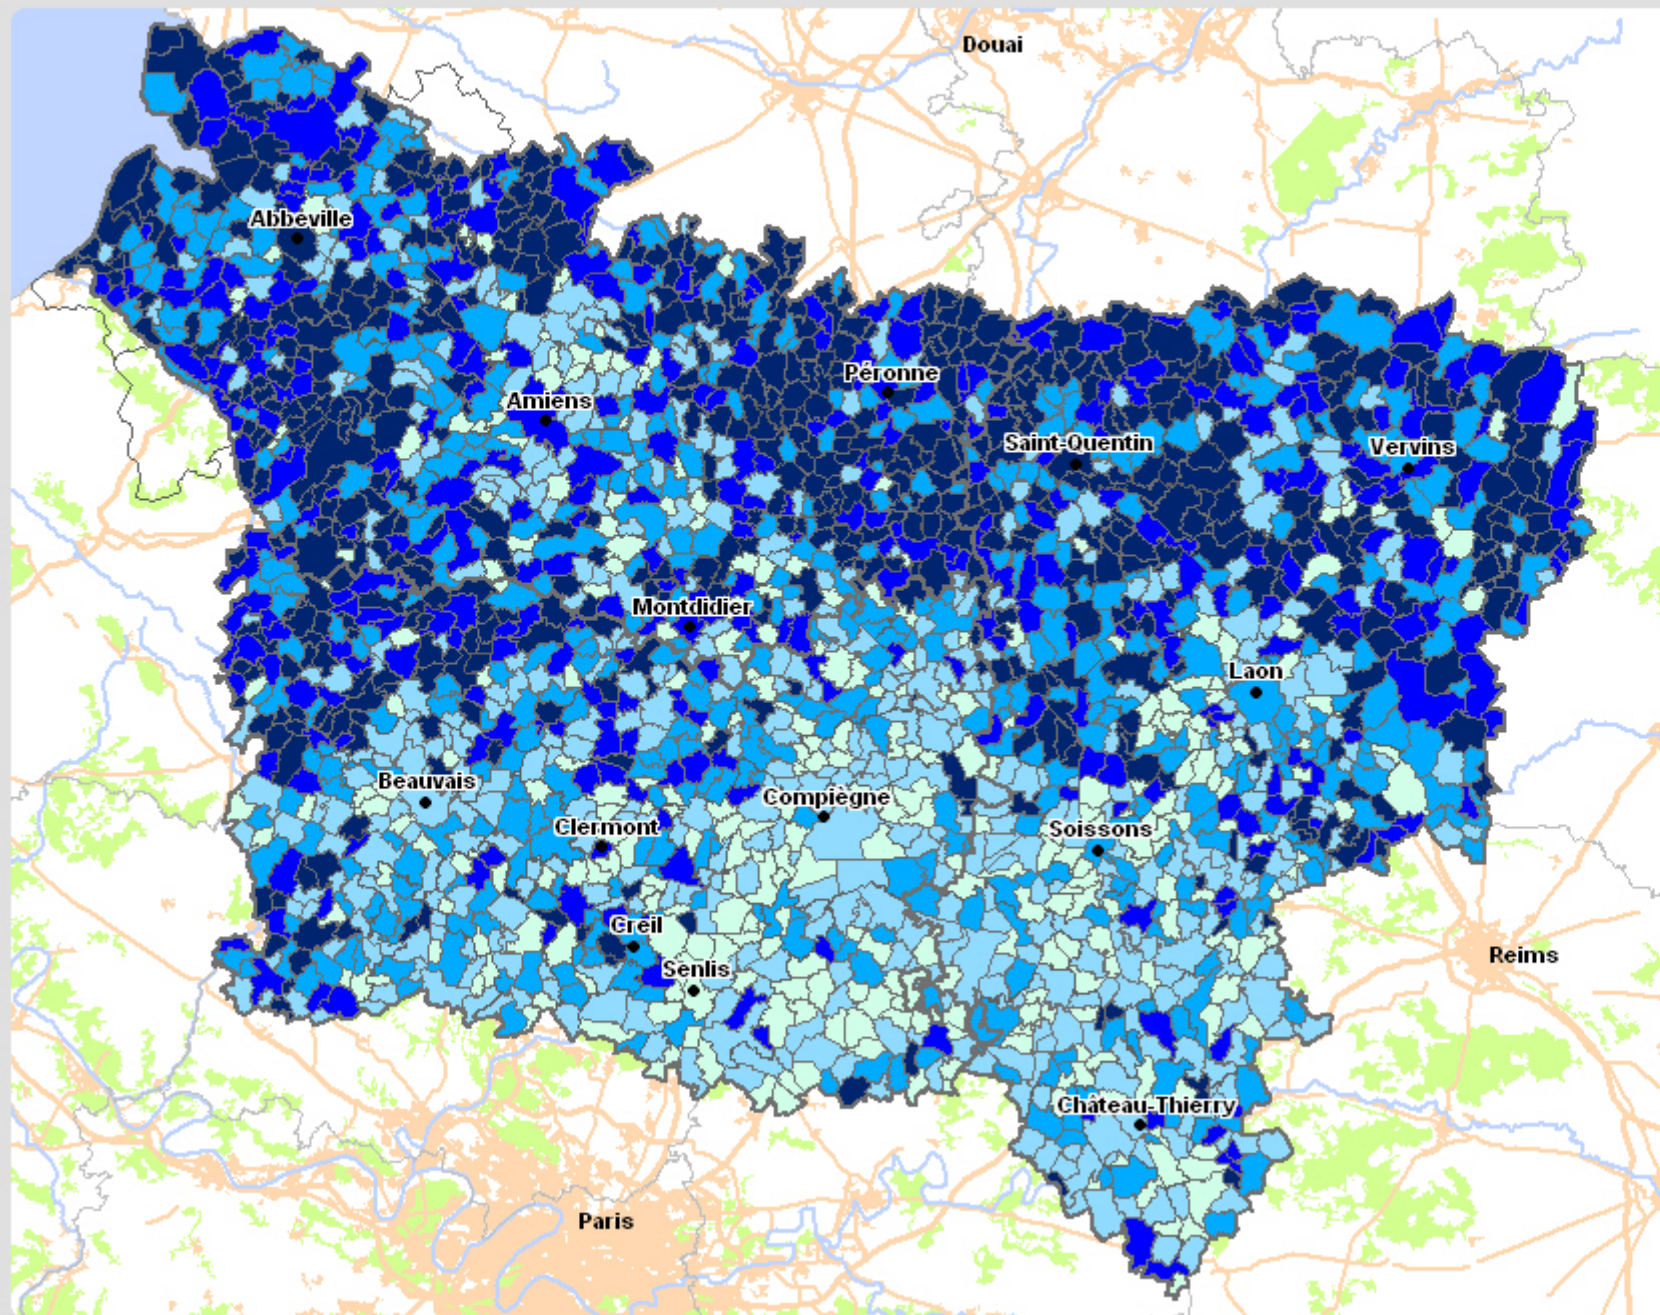 Douai
Abbeville
Péronne
Amiens
Saint-Quentin
Vervins
Montdidier
Laon
Beauvais
Compiègne
Clermont
Soissons
Creil
Reims
Senlis
Château-Thierry
Paris